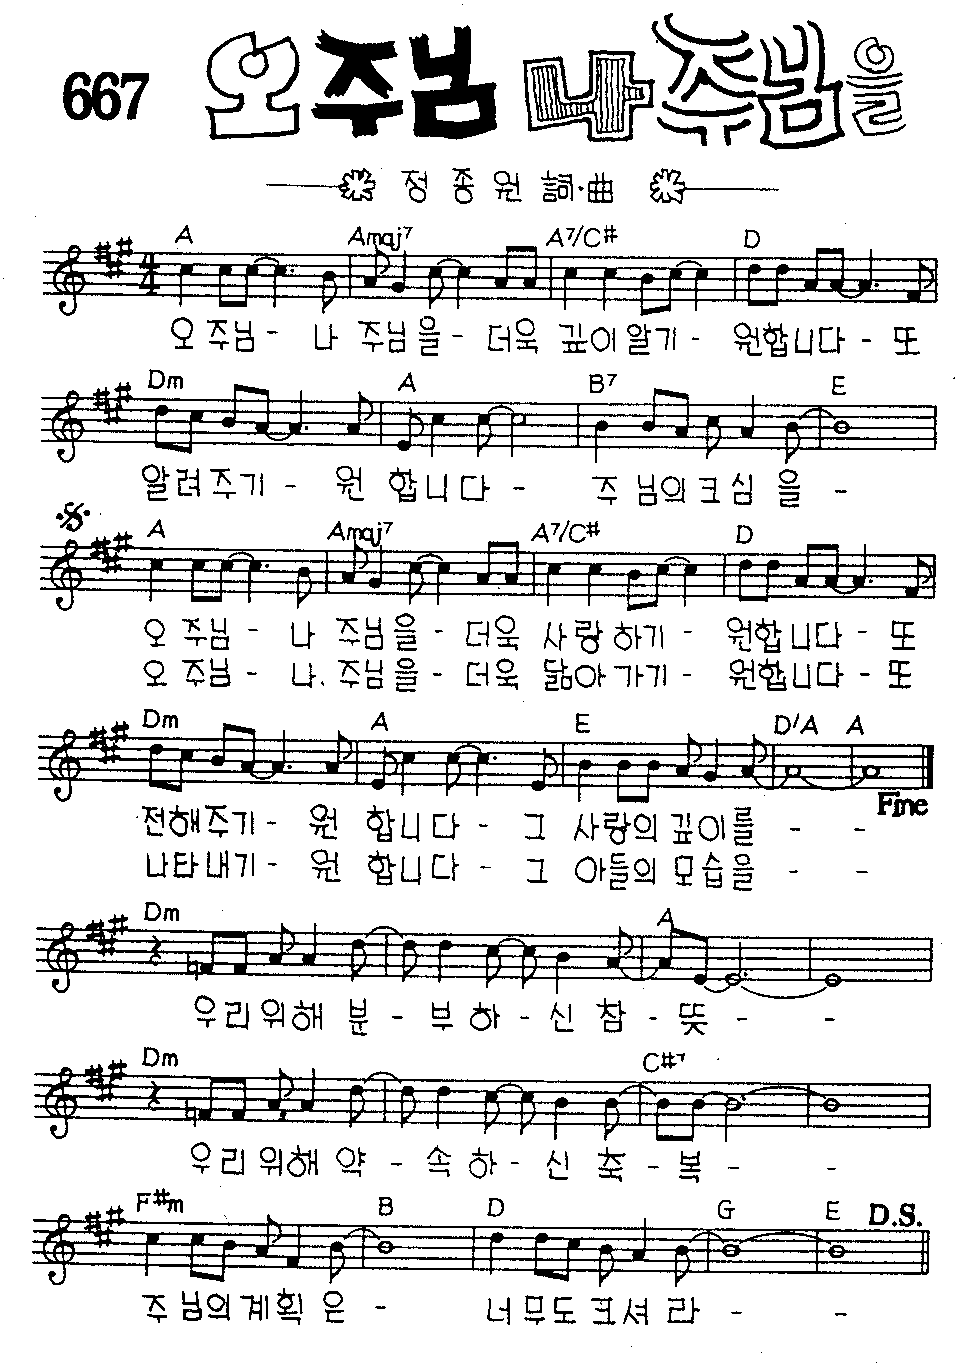 667 오 주님 나 주님을
정종원 詞·曲
A Amaj7 A7/C# D
오 주님 - 나 주님을 - 더욱 깊이 알기 - 원합니다 - 또
Dm A B7 E
알려주기 - 원 합니다 - 주 님의 크심 을 -
A Amaj7 A7/C# D
오 주님 - 나 주님을 - 더욱 사랑하기 - 원합니다 - 또
오 주님 - 나. 주님을 - 더욱 닮아가기 - 원합니다 - 또
Dm A E D/A A
Fine
전해주기 - 원 합니다 - 그 사랑의 깊이를 - -
나타내기 - 원 합니다 - 그 아들의 모습을 - -
Dm A
우리위해 분 - 부하 - 신 참 - 뜻 - -
Dm C#7
우리위해 약 - 속하 - 신 축 - 복 - -
F#m B D G E D.S.
주 님의계획 은 - 너무도크셔 라 - -